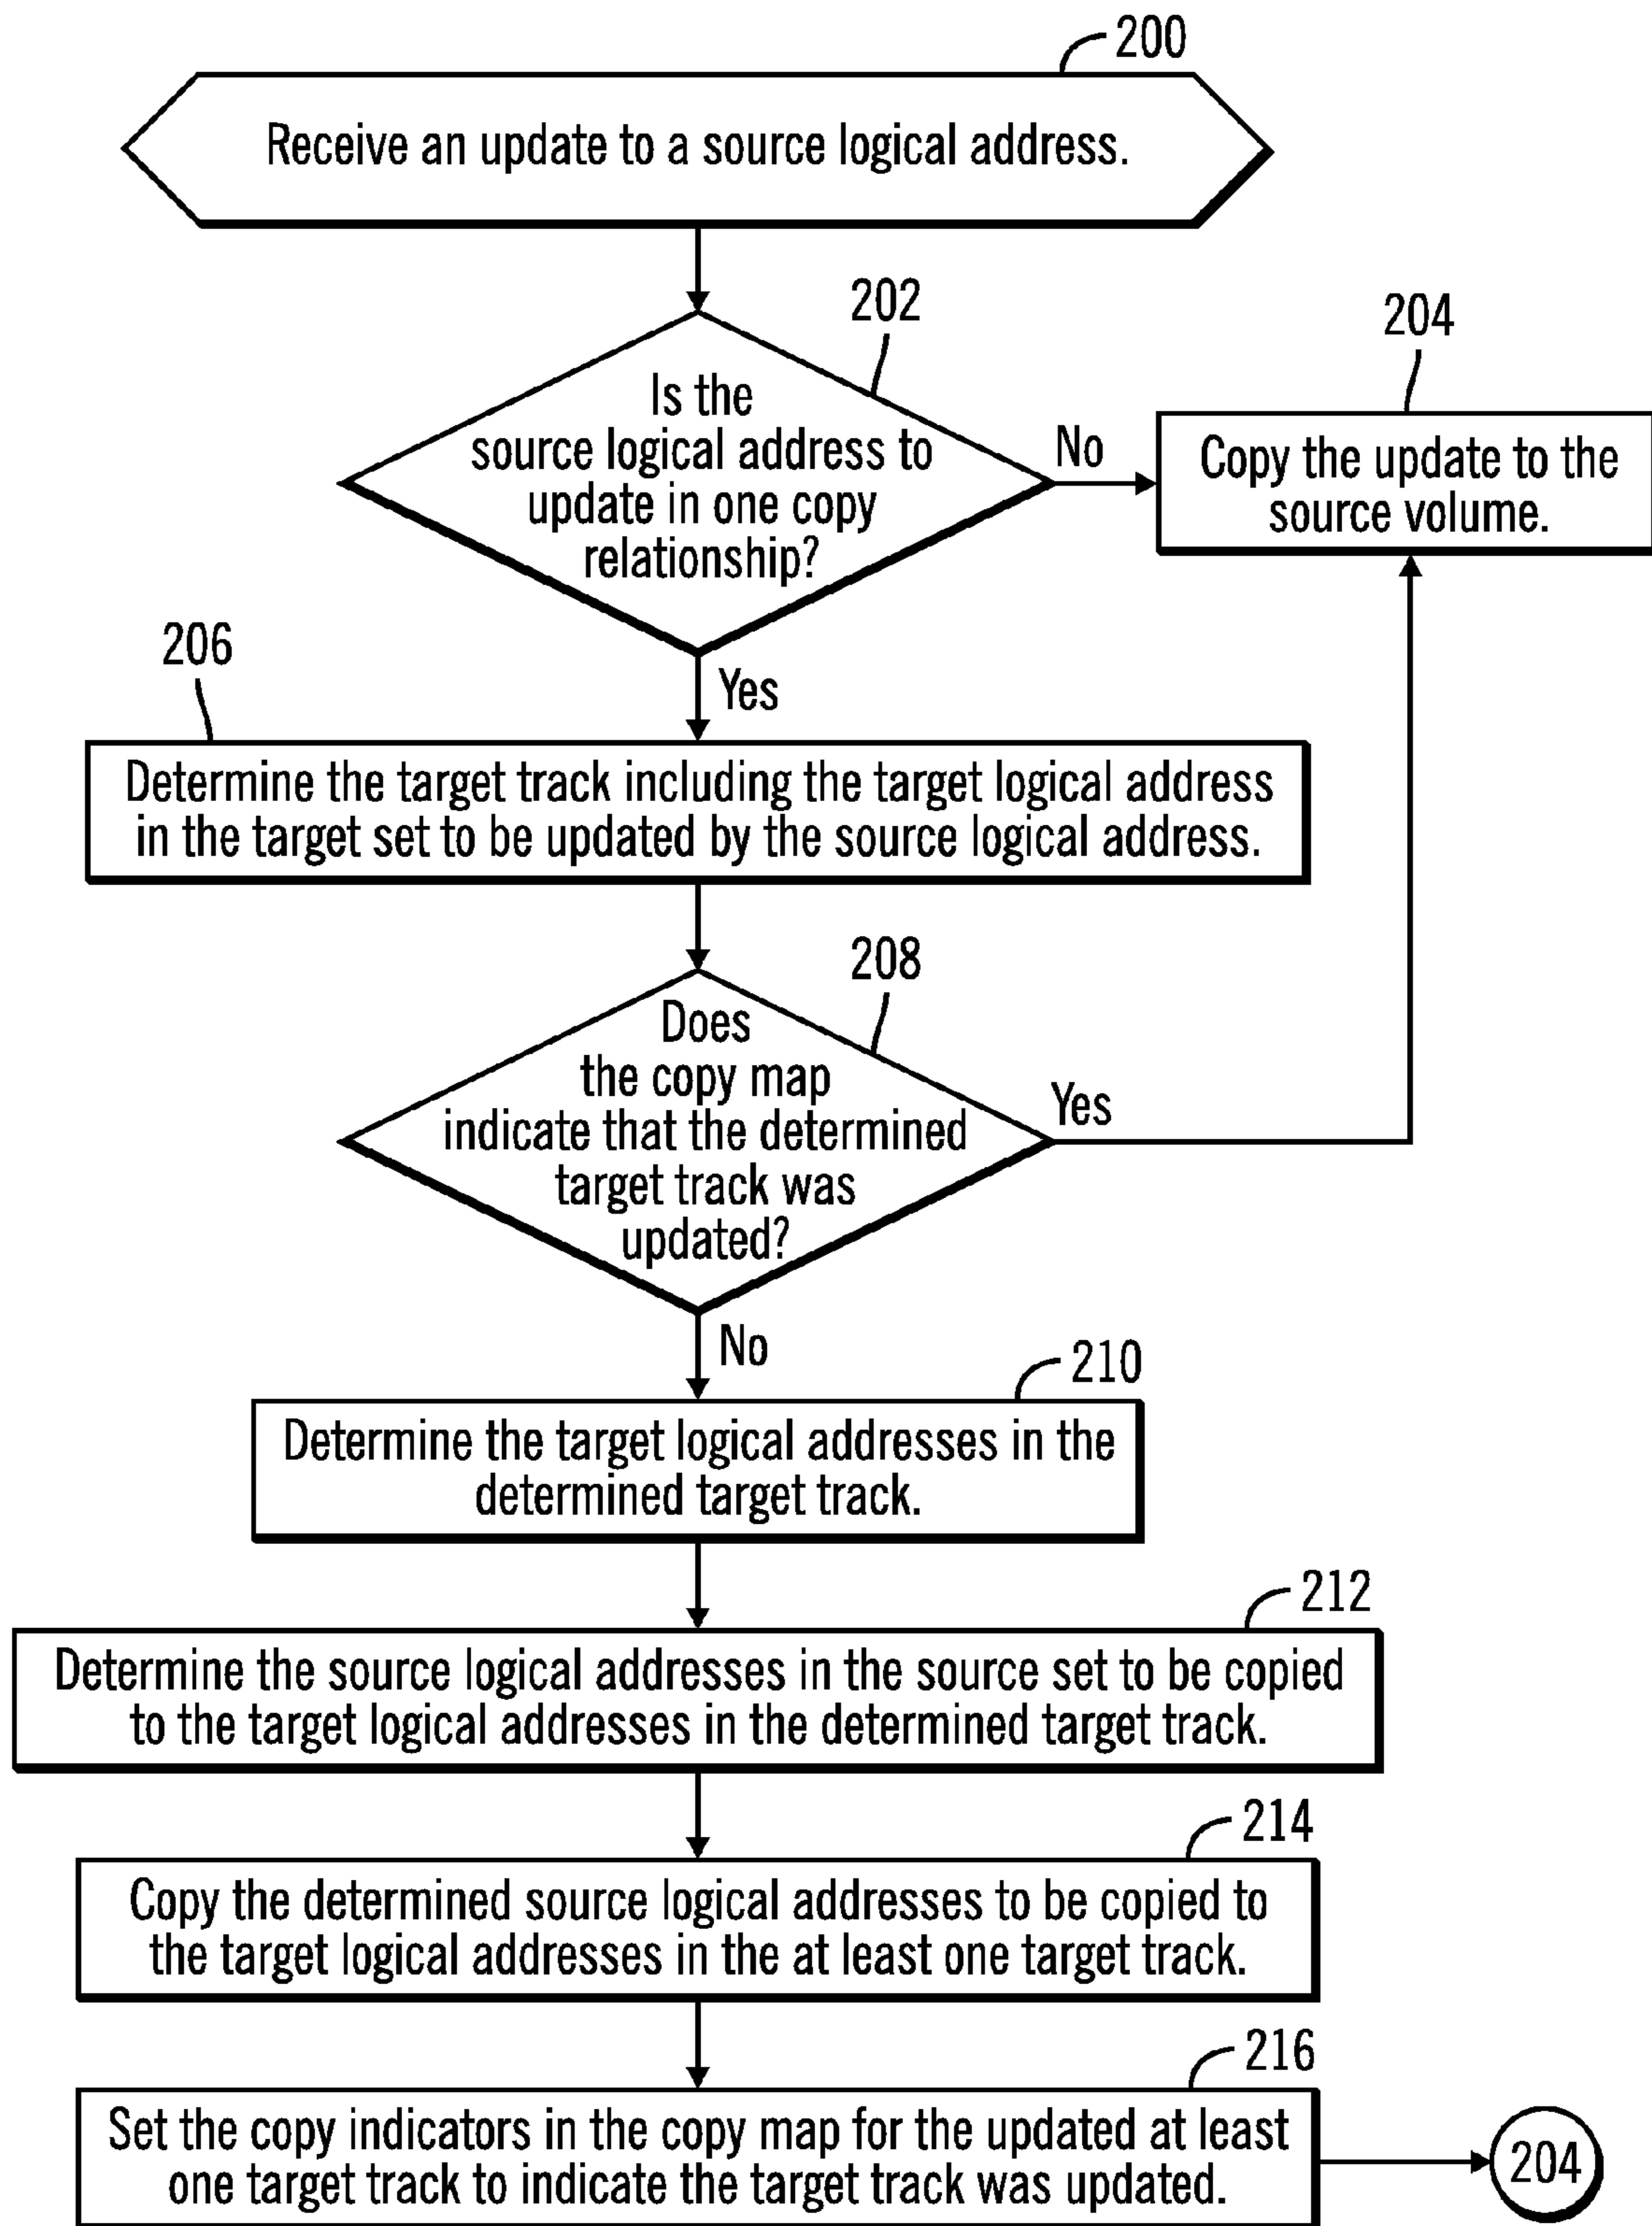 200
Receive an update to a source logical address.
202
Is the
source logical address to
update in one copy
relationship?
No
204
Copy the update to the
source volume.
Yes
206
Determine the target track including the target logical address
in the target set to be updated by the source logical address.
208
Does
the copy map
indicate that the determined
target track was
updated?
Yes
No
210
Determine the target logical addresses in the
determined target track.
212
Determine the source logical addresses in the source set to be copied
to the target logical addresses in the determined target track.
214
Copy the determined source logical addresses to be copied to
the target logical addresses in the at least one target track.
216
Set the copy indicators in the copy map for the updated at least
one target track to indicate the target track was updated.
204